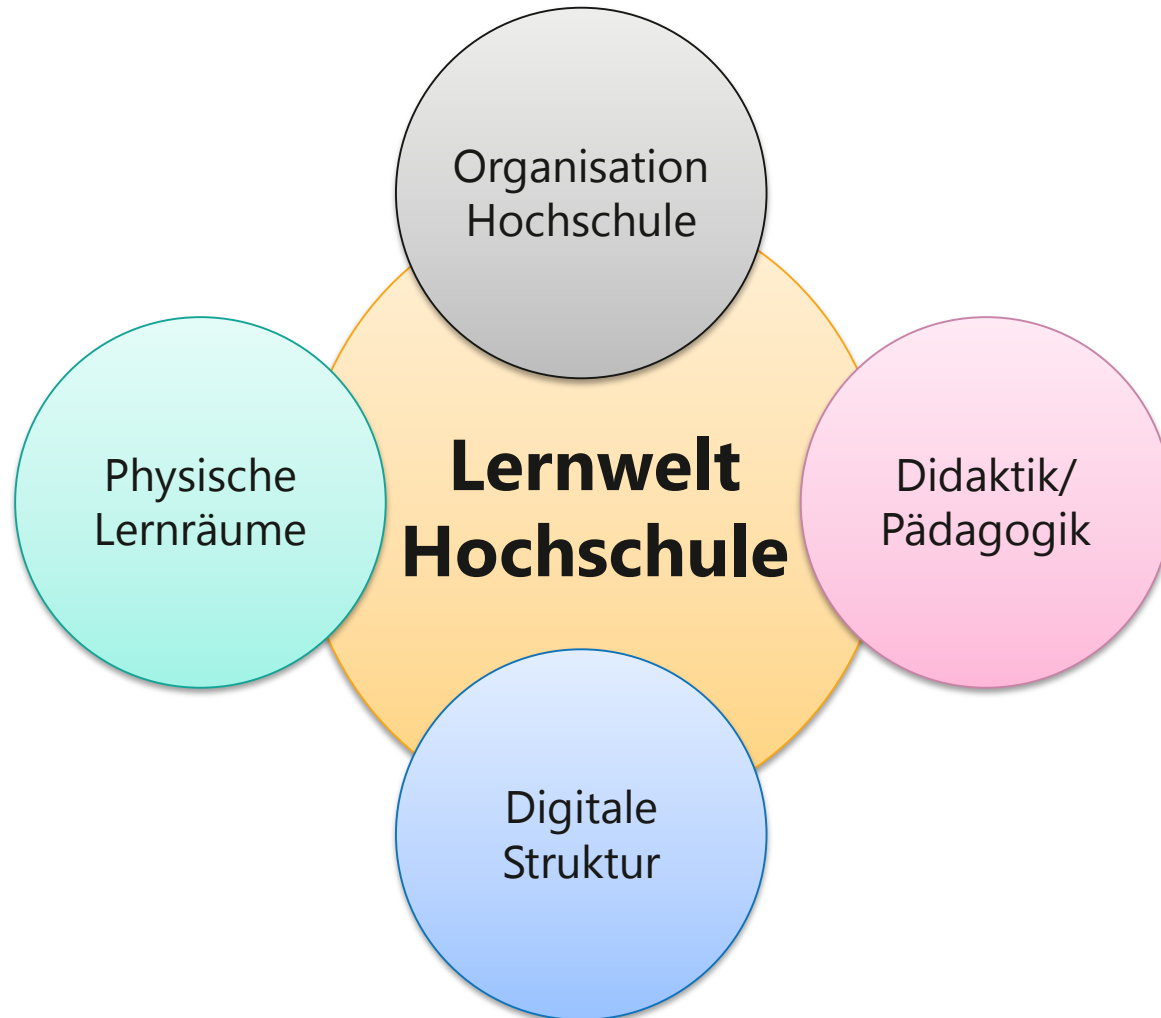 Organisation
Hochschule
Physische
Lernräume
Lernwelt
Hochschule
Didaktik/
Pädagogik
Digitale
Struktur